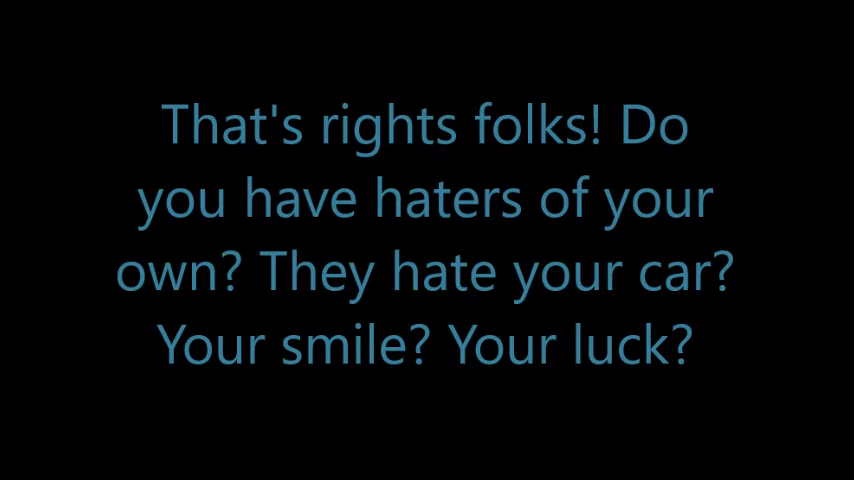 That's rights folks! Do
you have haters of your
own? They hate your car?
Your smile? Your luck?